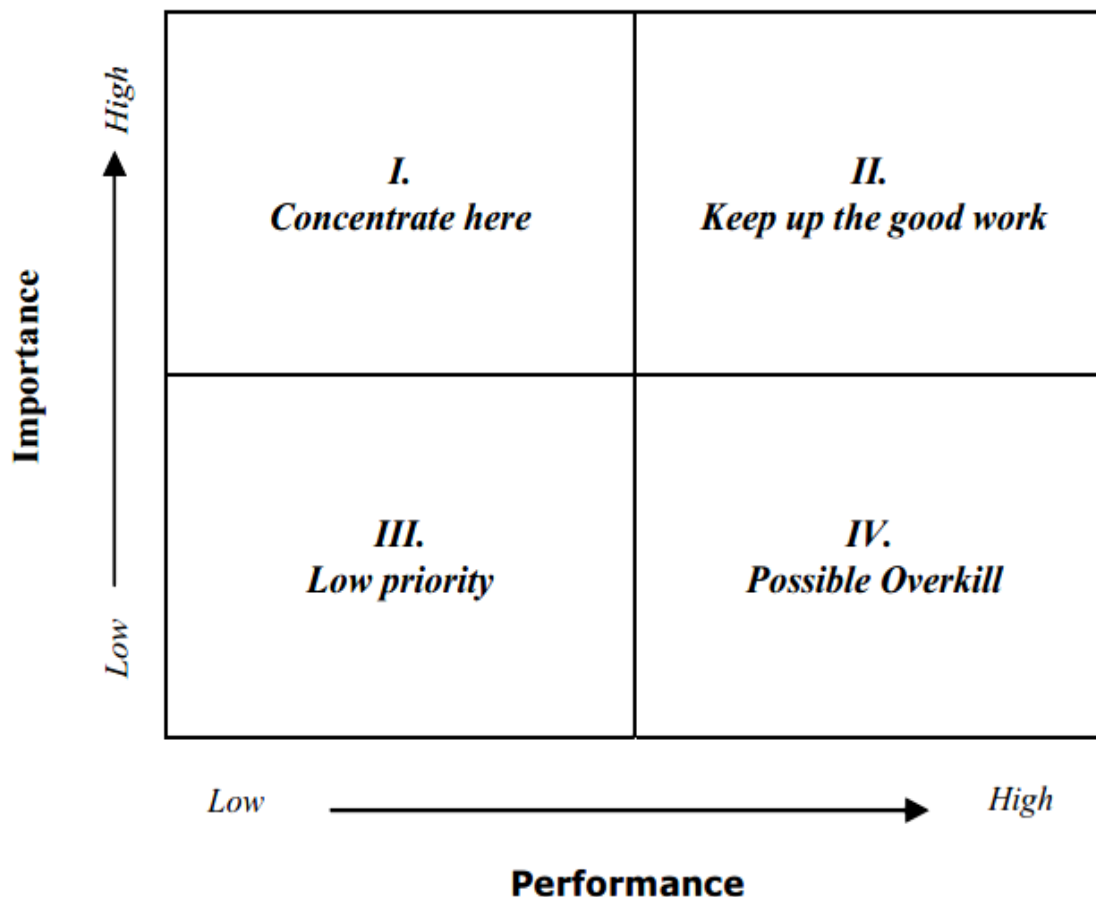 High
I.
Concentrate here
II.
Keep up the good work
Importance
III.
Low priority
IV.
Possible Overkill
Low
Low
High
Performance